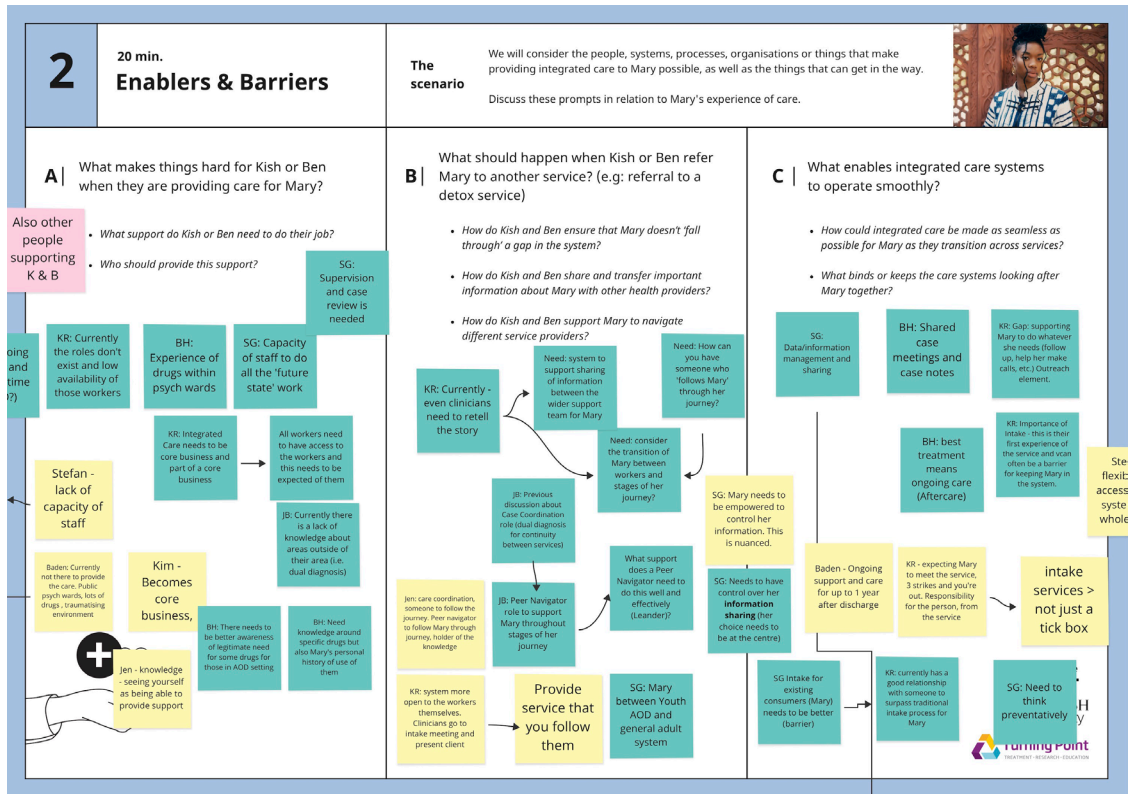 2
20 min.
Enablers & Barriers
The
scenario
We will consider the people, systems, processes, organisations or things that make
providing integrated care to Mary possible, as well as the things that can get in the way.
Discuss these prompts in relation to Mary's experience of care.
A|
What makes things hard for Kish or Ben
when they are providing care for Mary?
Also other
people
supporting
K & B
• What support do Kish or Ben need to do their job?
• Who should provide this support?
SG:
Supervision
and case
review is
needed
oing
and
time
?)
KR: Currently
the roles don't
exist and low
availability of
those workers
BH:
Experience of
drugs within
psych wards
SG: Capacity
of staff to do
all the 'future
state' work
KR: Integrated
Care needs to be
core business and
part of a core
business
All workers need
to have access to
the workers and
this needs to be
expected of them
Stefan -
lack of
capacity of
staff
JB: Currently there
is a lack of
knowledge about
areas outside of
their area (i.e.
dual diagnosis)
Baden: Currently
not there to provide
the care. Public
psych wards, lots of
drugs , traumatising
environment
Kim -
Becomes
core
business,
BH: There needs to
be better awareness
of legitimate need
for some drugs for
those in AOD setting
BH: Need
knowledge around
specific drugs but
also Mary's personal
history of use of
them
Jen - knowledge
- seeing yourself
as being able to
provide support
B|
What should happen when Kish or Ben refer
Mary to another service? (e.g: referral to a
detox service)
• How do Kish and Ben ensure that Mary doesn't 'fall
through' a gap in the system?
• How do Kish and Ben share and transfer important
information about Mary with other health providers?
• How do Kish and Ben support Mary to navigate
different service providers?
KR: Currently -
even clinicians
need to retell
the story
Need: system to
support sharing
of information
between the
wider support
team for Mary
Need: How can
you have
someone who
'follows Mary'
through her
journey?
Need: consider
the transition of
Mary between
workers and
stages of her
journey?
JB: Previous
discussion about
Case Coordination
role (dual diagnosis
for continuity
between services)
SG: Mary needs
to be
empowered to
control her
information. This
is nuanced.
Jen: care coordination,
someone to follow the
journey. Peer navigator
to follow Mary through
journey, holder of the
knowledge
JB: Peer Navigator
role to support
Mary throughout
stages of her
journey
What support
does a Peer
Navigator need to
do this well and
effectively
(Leander)?
SG: Needs to have
control over her
information
sharing (her
choice needs to
be at the centre)
KR: system more
open to the workers
themselves.
Clinicians go to
intake meeting and
present client
Provide
service that
you follow
them
SG: Mary
between Youth
AOD and
general adult
system
C|
What enables integrated care systems
to operate smoothly?
• How could integrated care be made as seamless as
possible for Mary as they transition across services?
• What binds or keeps the care systems looking after
Mary together?
SG:
Data/information
management and
sharing
BH: Shared
case
meetings and
case notes
KR: Gap: supporting
Mary to do whatever
she needs (follow
up, help her make
calls, etc.) Outreach
element.
BH: best
treatment
means
ongoing care
(Aftercare)
KR: Importance of
Intake - this is their
first experience of
the service and vcan
often be a barrier
for keeping Mary in
the system.
Ste
flexib
access
syste
whole
Baden - Ongoing
support and care
for up to 1 year
after discharge
KR - expecting Mary
to meet the service,
3 strikes and you're
out. Responsibility
for the person, from
the service
intake
services >
not just a
tick box
SG Intake for
existing
consumers (Mary)
needs to be better
(barrier)
KR: currently has a
good relationship
with someone to
surpass traditional
intake process for
Mary
SG: Need to
think
preventatively
Turning Point
TREATMENT • RESEARCH • EDUCATION